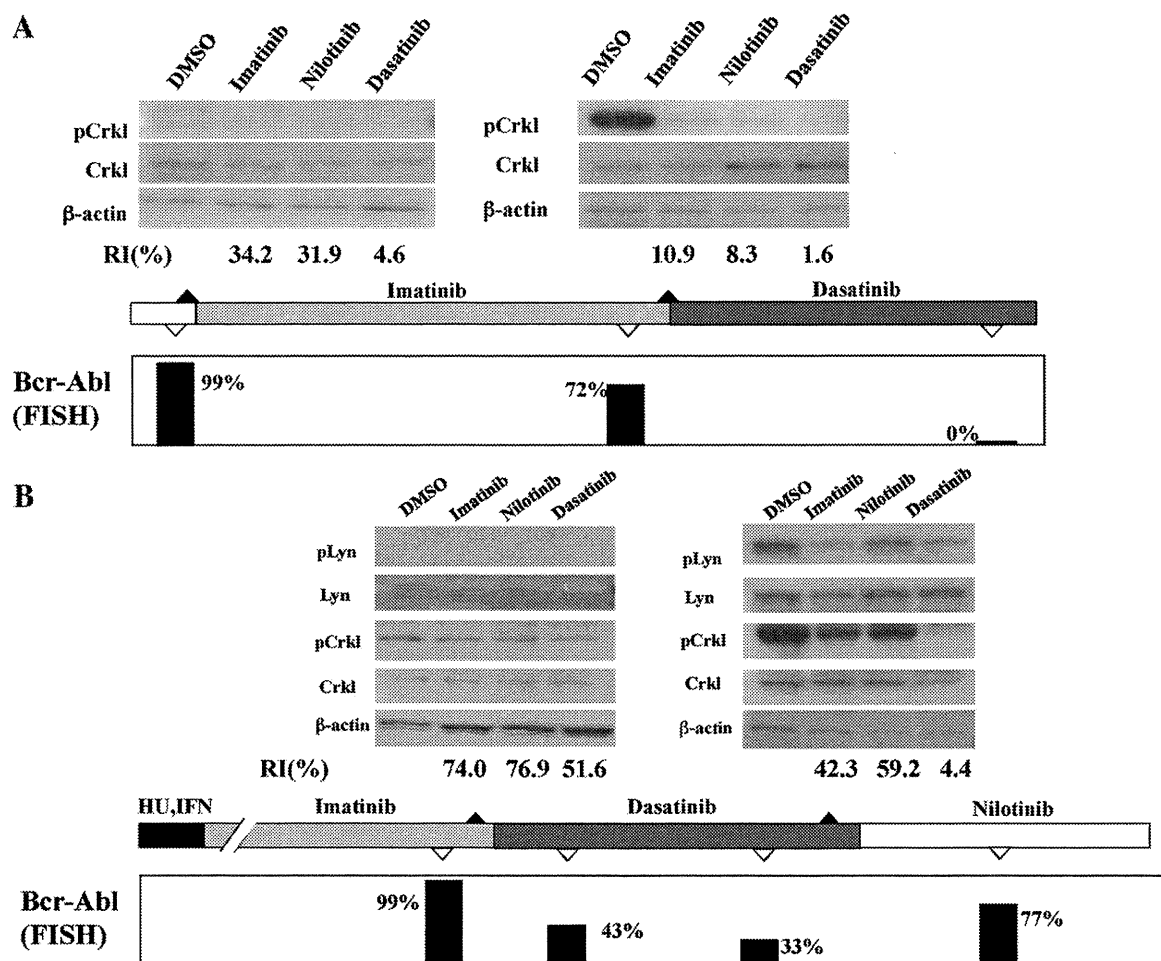 A
DMSO Imatinib Nilotinib Dasatinib
pCrkl
Crkl
β-actin
RI(%) 34.2 31.9 4.6
DMSO Imatinib Nilotinib Dasatinib
pCrkl
Crkl
β-actin
10.9 8.3 1.6
Imatinib Dasatinib
Bcr-Abl
(FISH)
99% 72% 0%
B
DMSO Imatinib Nilotinib Dasatinib
pLyn
Lyn
pCrkl
Crkl
β-actin
RI(%) 74.0 76.9 51.6
DMSO Imatinib Nilotinib Dasatinib
pLyn
Lyn
pCrkl
Crkl
β-actin
42.3 59.2 4.4
HU,IFN Imatinib Dasatinib Nilotinib
Bcr-Abl
(FISH)
99% 43% 33% 77%